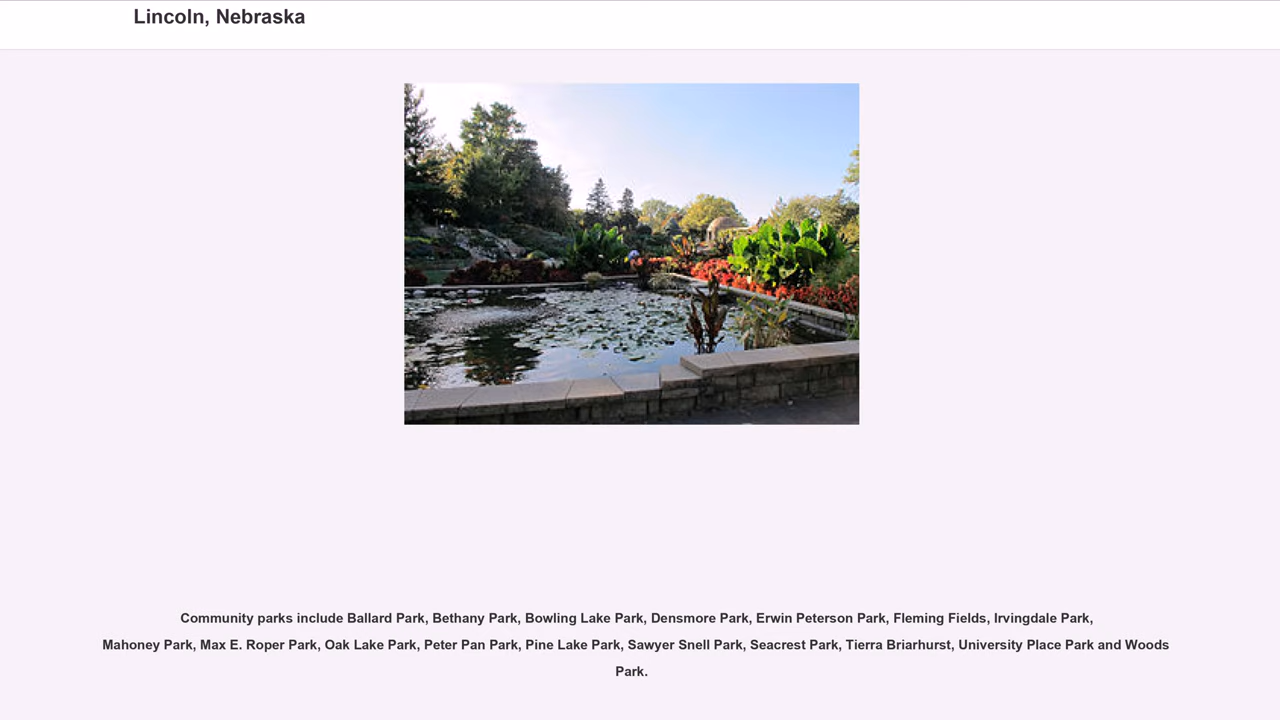 Lincoln, Nebraska
Community parks include Ballard Park, Bethany Park, Bowling Lake Park, Densmore Park, Erwin Peterson Park, Fleming Fields, Irvingdale Park,
Mahoney Park, Max E. Roper Park, Oak Lake Park, Peter Pan Park, Pine Lake Park, Sawyer Snell Park, Seacrest Park, Tierra Briarhurst, University Place Park and Woods
Park.